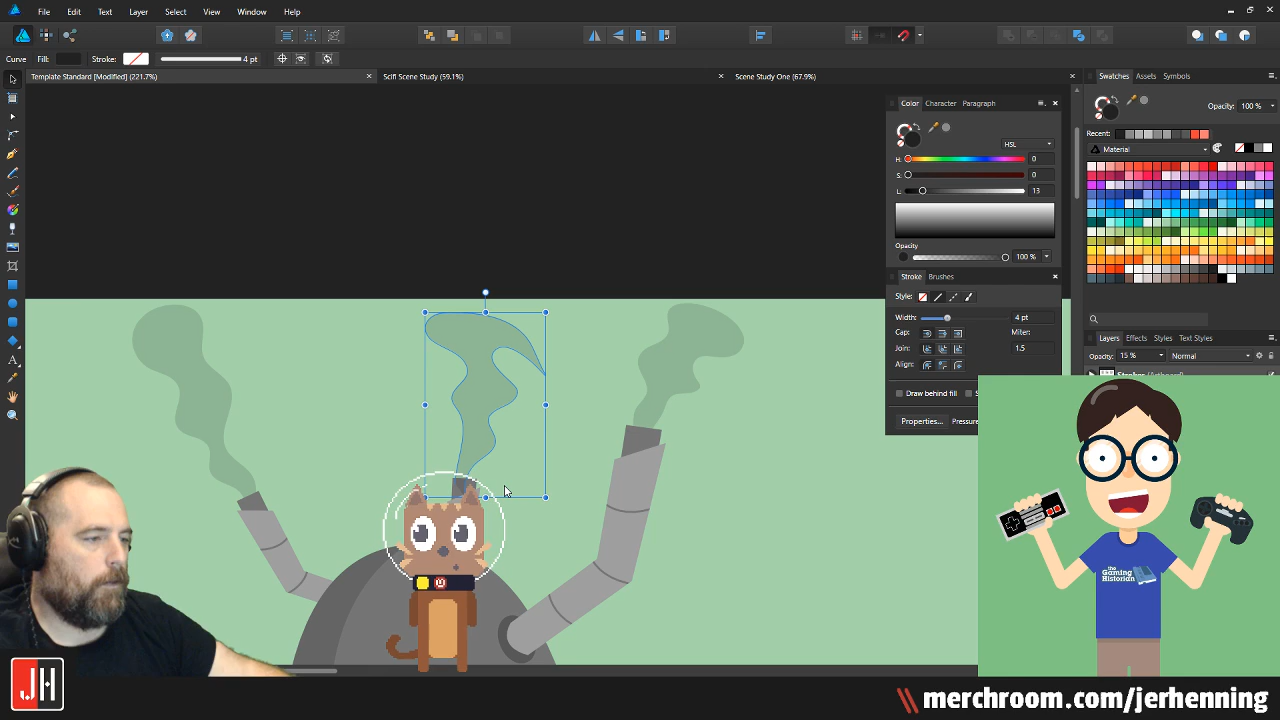 File Edit Text Layer Select View Window Help
Curve Fill: Stroke: 4 pt
Template Standard [Modified] (221.7%) Scifi Scene Study (59.1%) Scene Study One (67.9%)
Swatches Assets Symbols
Opacity: 100 %
Recent:
Material
Color Character Paragraph
HSL
H: 0
S: 0
L: 13
Opacity
100 %
Stroke Brushes
Style:
Width: 4 pt
Cap: Miter:
Join: 1.5
Align:
Draw behind fill
Properties... Pressure
Layers Effects Styles Text Styles
Opacity: 15 % Normal
the
Gaming
Historian
JH
merchroom.com/jerhenning